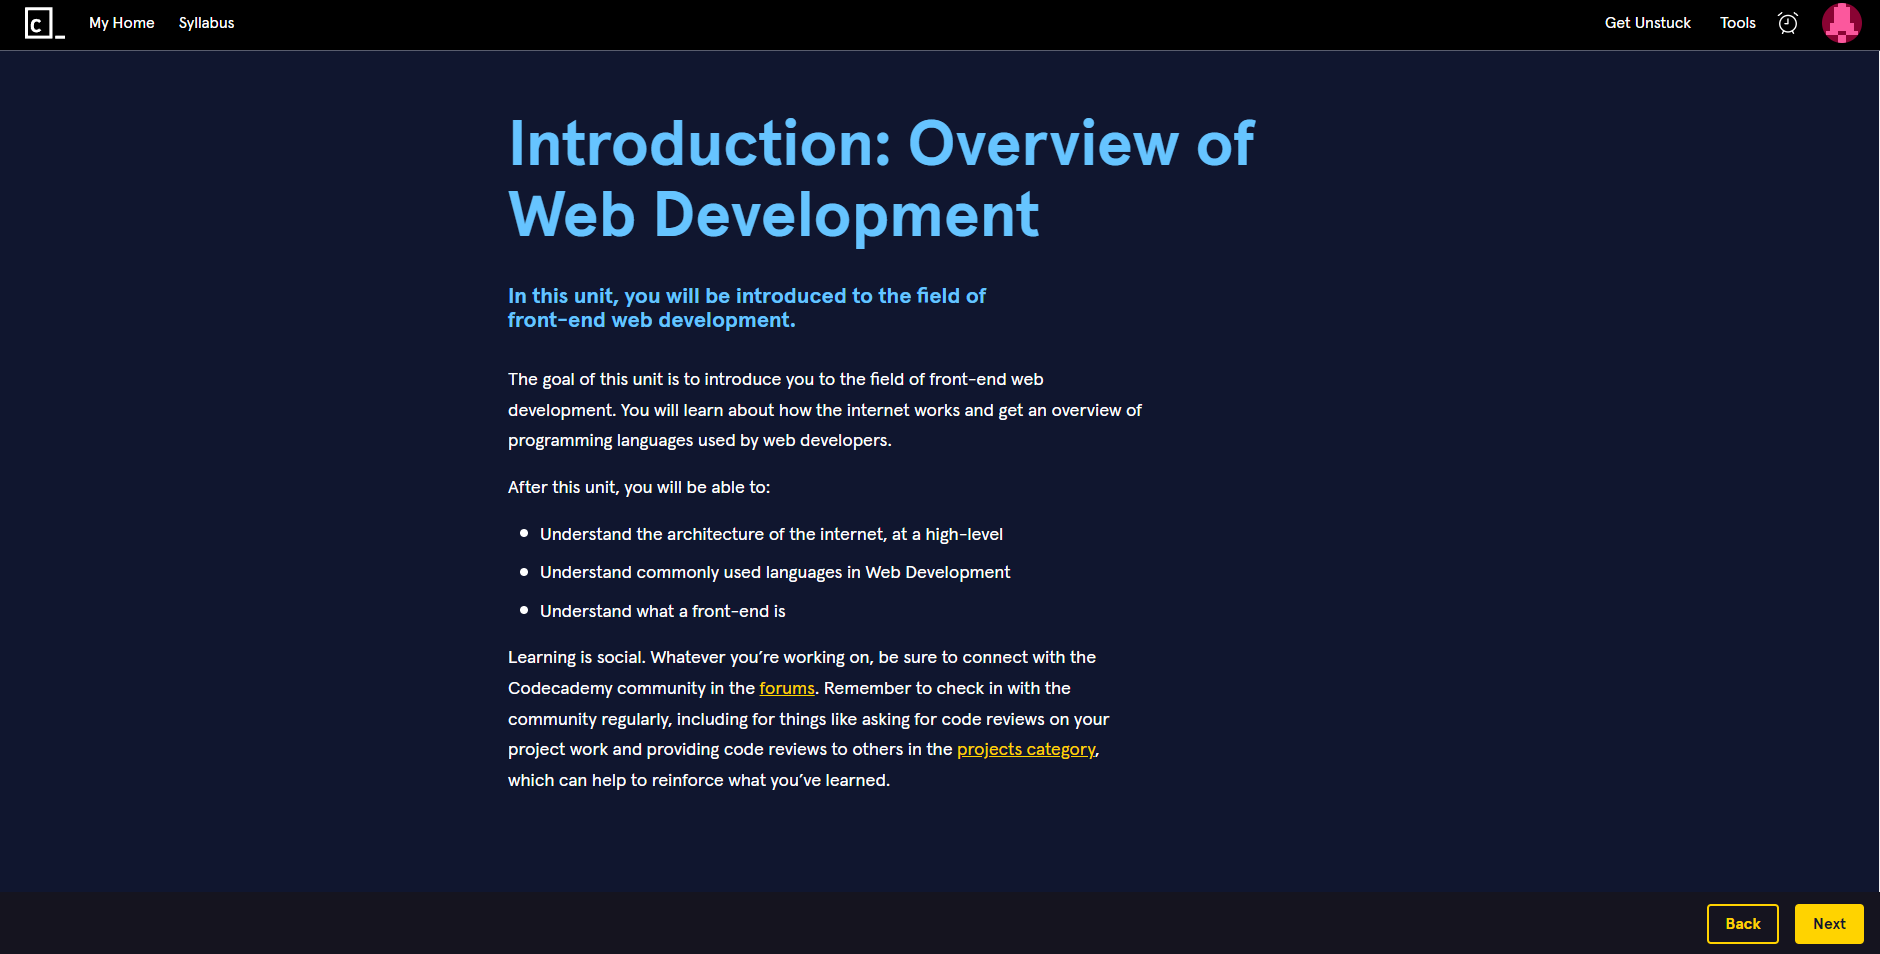 C_
My Home
Syllabus
Get Unstuck
Tools
Introduction: Overview of
Web Development
In this unit, you will be introduced to the field of
front-end web development.
The goal of this unit is to introduce you to the field of front-end web
development. You will learn about how the internet works and get an overview of
programming languages used by web developers.
After this unit, you will be able to:
Understand the architecture of the internet, at a high-level
Understand commonly used languages in Web Development
Understand what a front-end is
Learning is social. Whatever you’re working on, be sure to connect with the
Codecademy community in the forums. Remember to check in with the
community regularly, including for things like asking for code reviews on your
project work and providing code reviews to others in the projects category,
which can help to reinforce what you’ve learned.
Back
Next